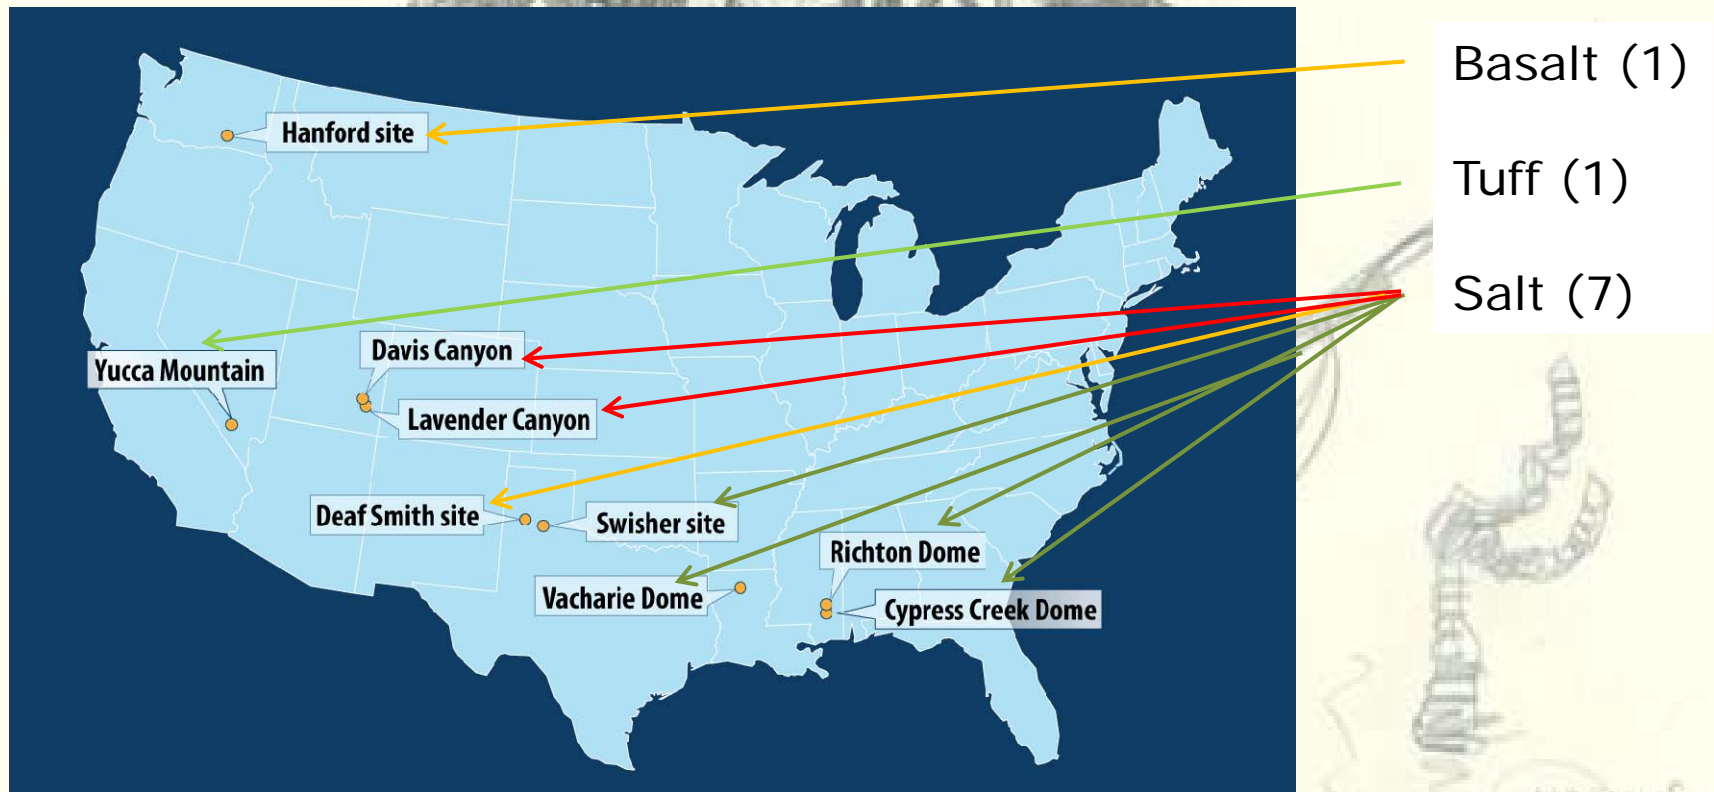 Basalt (1)
Tuff (1)
Salt (7)
Hanford site
Davis Canyon
Yucca Mountain
Lavender Canyon
Deaf Smith site
Swisher site
Richton Dome
Vacharie Dome
Cypress Creek Dome